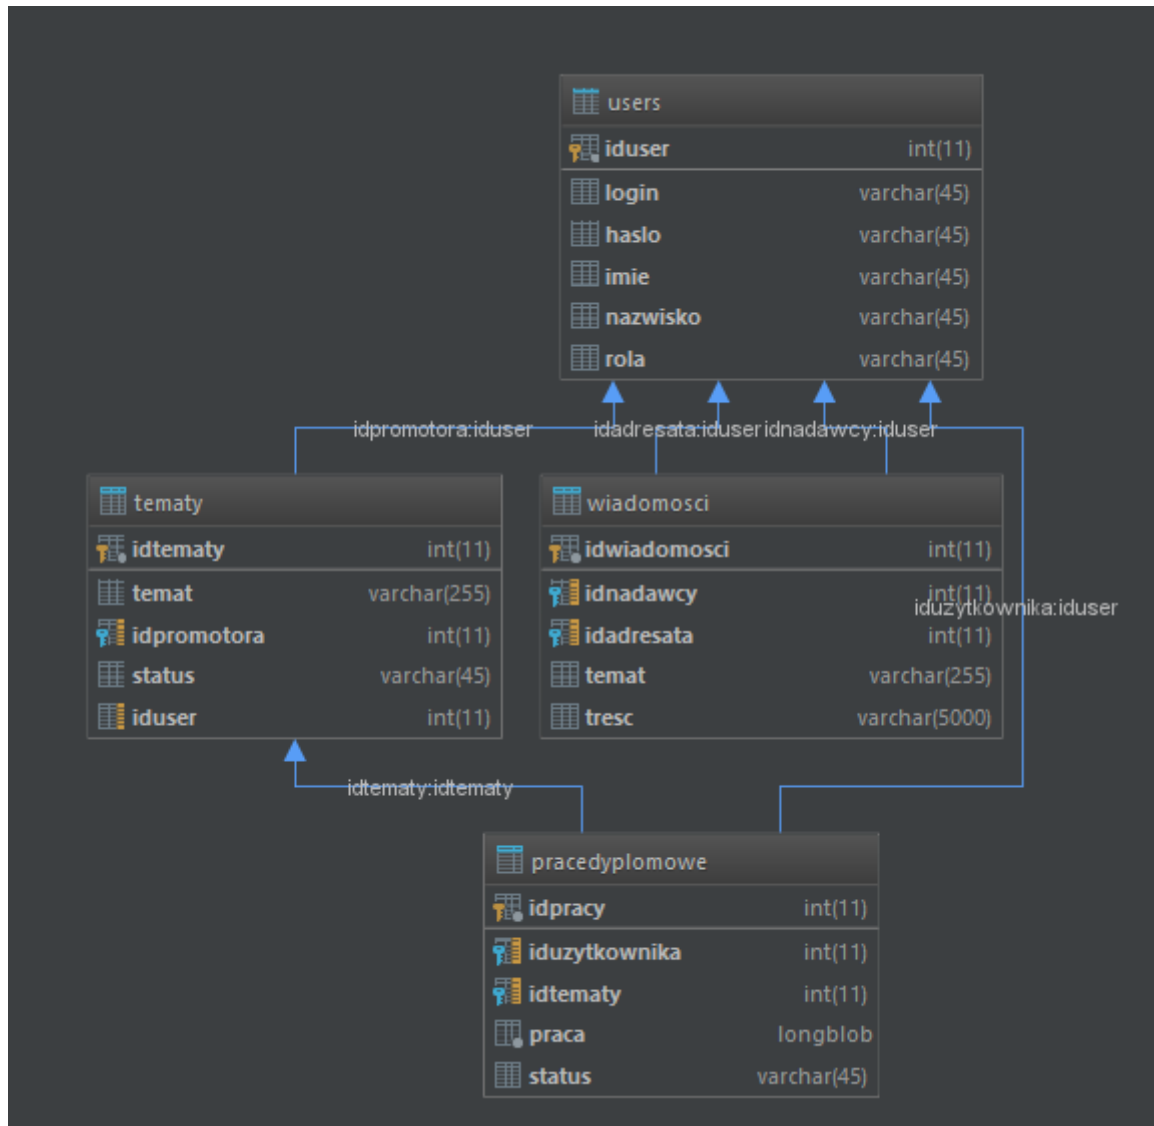 users
iduser int(11)
login varchar(45)
haslo varchar(45)
imie varchar(45)
nazwisko varchar(45)
rola varchar(45)
idpromotora:iduser idadresata:iduser idnadawcy:iduser
tematy
idtematy int(11)
temat varchar(255)
idpromotora int(11)
status varchar(45)
iduser int(11)
wiadomosci
idwiadomosci int(11)
idnadawcy int(11)
iduzytkownika:iduser
idadresata int(11)
temat varchar(255)
tresc varchar(5000)
idtematy:idtematy
pracedyplomowe
idpracy int(11)
iduzytkownika int(11)
idtematy int(11)
praca longblob
status varchar(45)